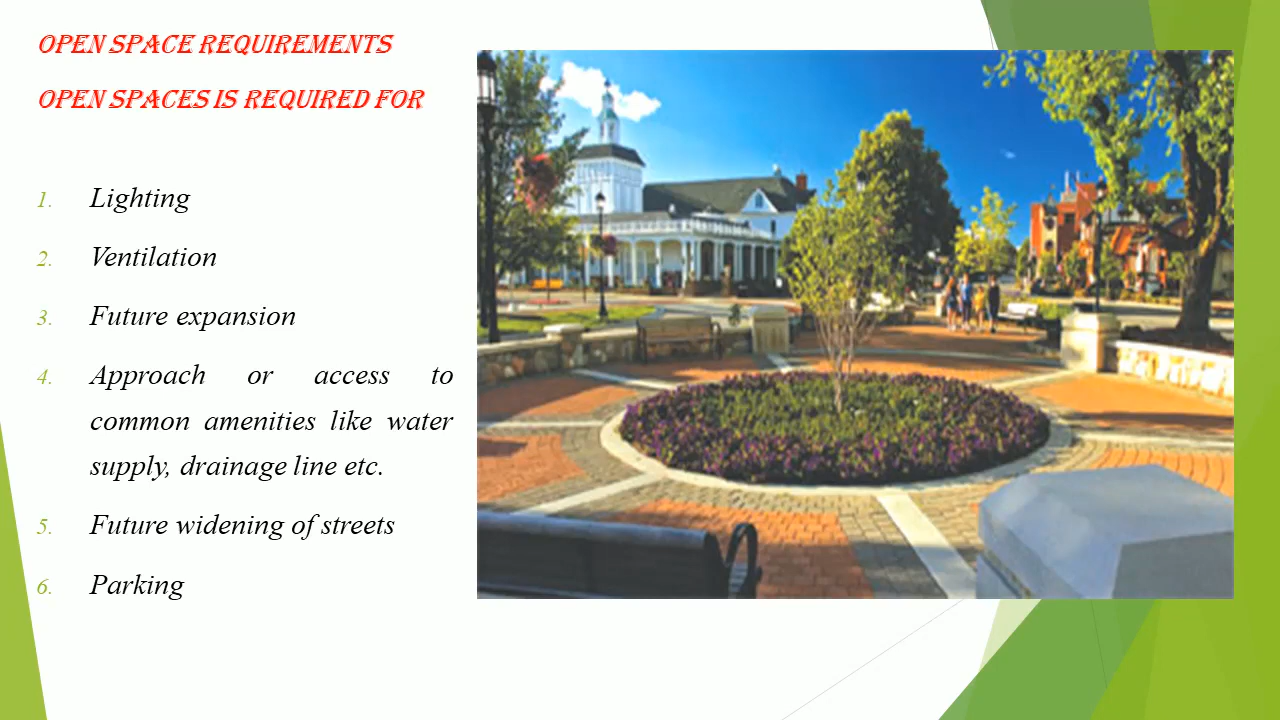 OPEN SPACE REQUIREMENTS
OPEN SPACES IS REQUIRED FOR
1. Lighting
2. Ventilation
3. Future expansion
4. Approach or access to
common amenities like water
supply, drainage line etc.
5. Future widening of streets
6. Parking